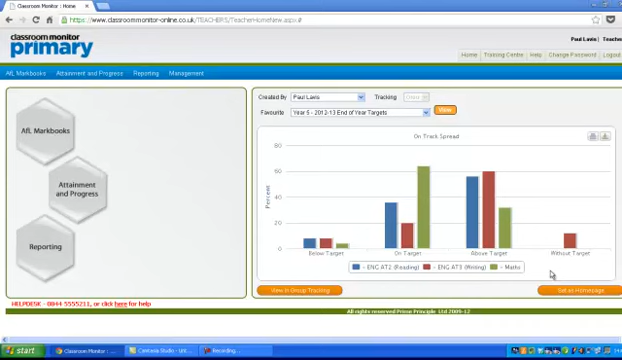 Classroom Monitor : Home
https://www.classroommonitor-online.co.uk/TEACHERS/TeacherHomeNew.aspx#
classroom monitor
primary
Paul Lavis | Teacher
Home | Training Centre | Help | Change Password | Logout
AfL Markbooks Attainment and Progress Reporting Management
AfL Markbooks
Attainment
and Progress
Reporting
Created By Paul Lavis Tracking
Favourite Year 5 - 2012-13 End of Year Targets View
On Track Spread
80
60
40
20
0
Percent
Below Target On Target Above Target Without Target
- ENG AT2 (Reading) - ENG AT3 (Writing) - Maths
View in Group Tracking Set as Homepage
HELPDESK - 0844 5555211, or click here for help
All rights reserved Prime Principle Ltd 2009-12
start Classroom Monitor : ... Camtasia Studio - Unt... Recording...